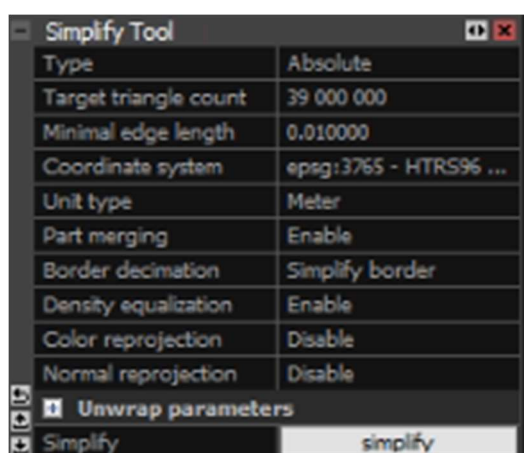 Simplify Tool
Type Absolute
Target triangle count 39 000 000
Minimal edge length 0.010000
Coordinate system epsg:3765 - HTRS96 ...
Unit type Meter
Part merging Enable
Border decimation Simplify border
Density equalization Enable
Color reprojection Disable
Normal reprojection Disable
Unwrap parameters
Simplify simplify